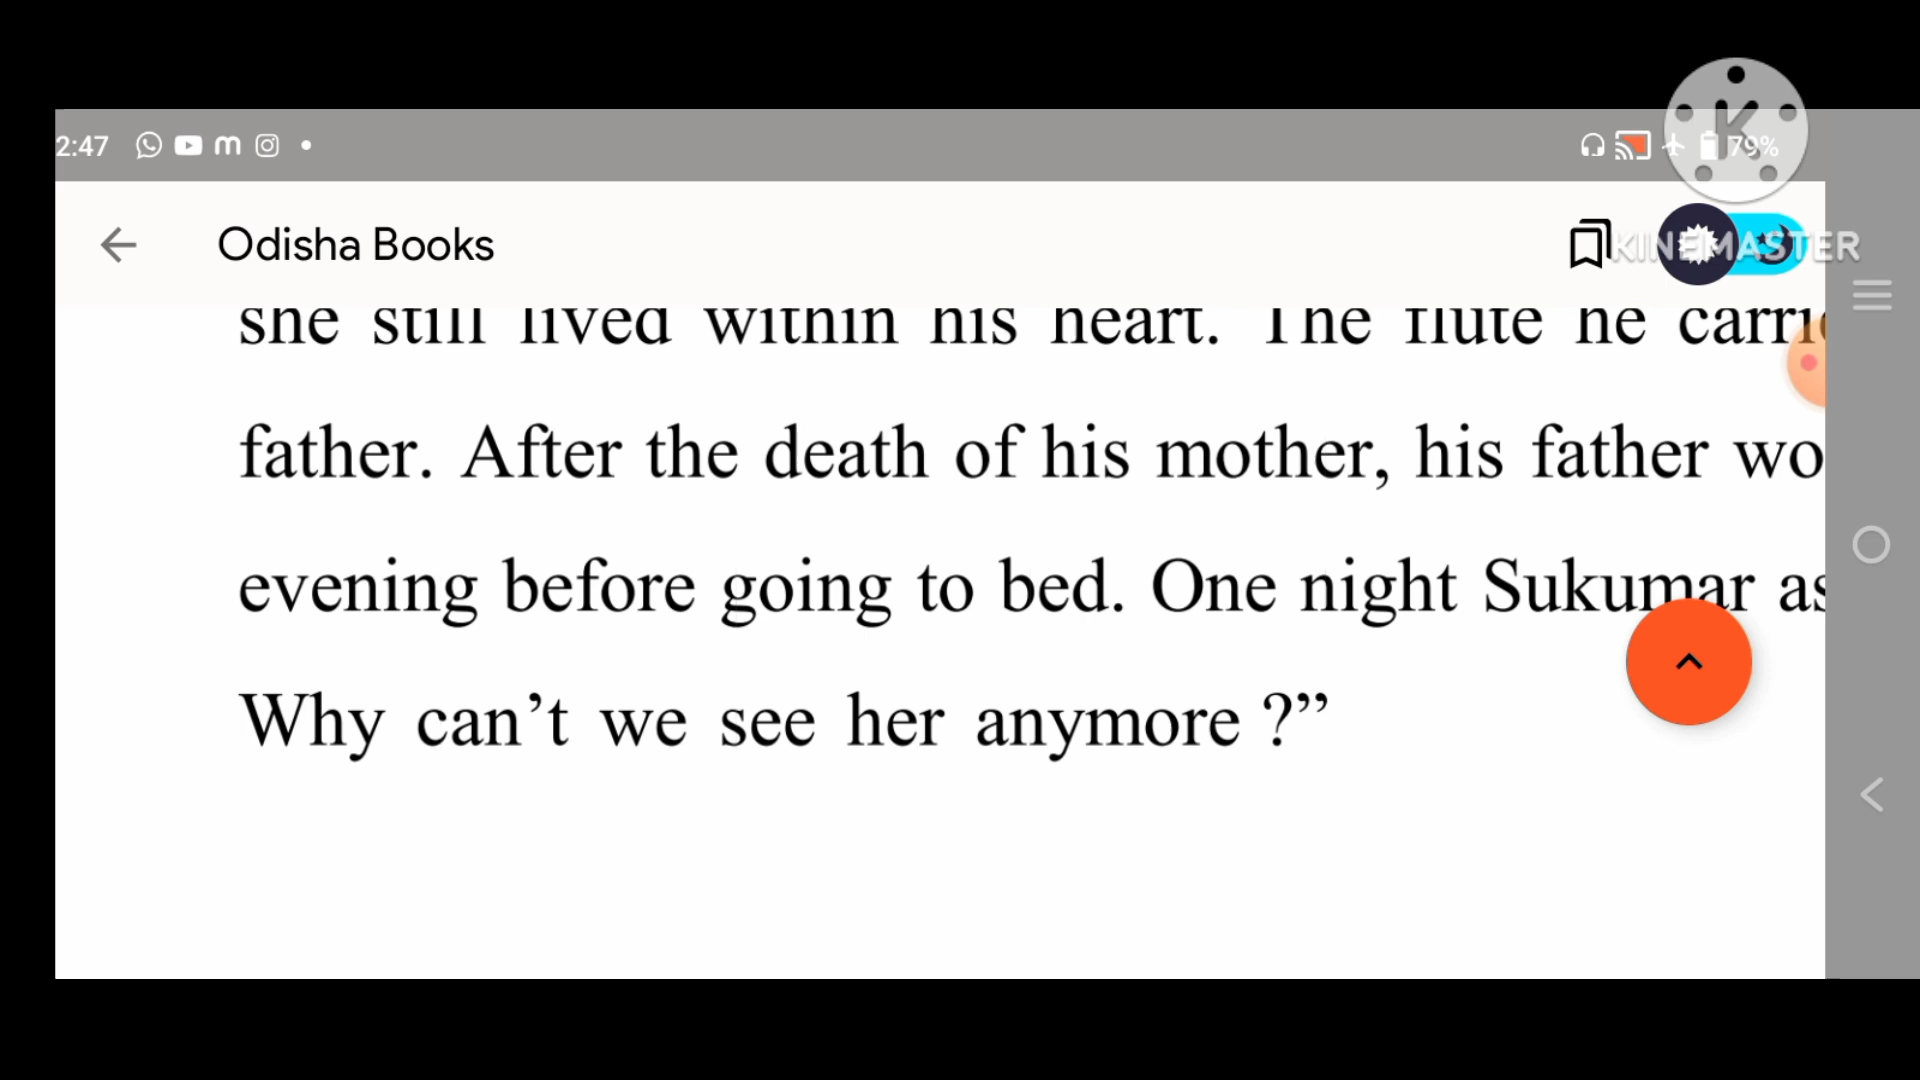 2:47
79%
Odisha Books
KINEMASTER
she still lived within his heart. The flute he
father. After the death of his mother, his father
evening before going to bed. One night Sukumar
Why can’t we see her anymore ?”